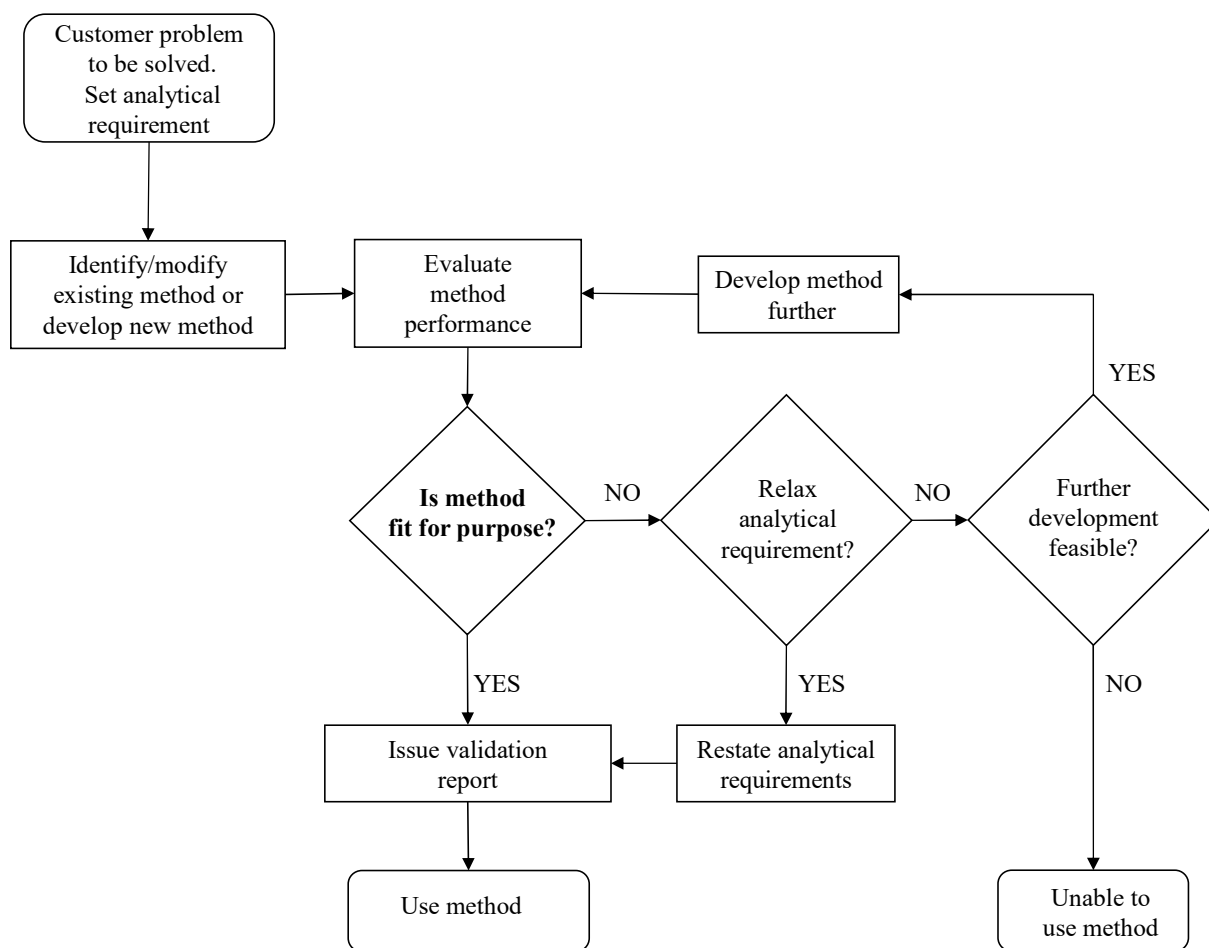 Customer problem
to be solved.
Set analytical
requirement
Identify/modify
existing method or
develop new method
Evaluate
method
performance
Develop method
further
YES
Is method
fit for purpose?
NO
Relax
analytical
requirement?
NO
Further
development
feasible?
YES
YES
NO
Issue validation
report
Restate analytical
requirements
Use method
Unable to
use method